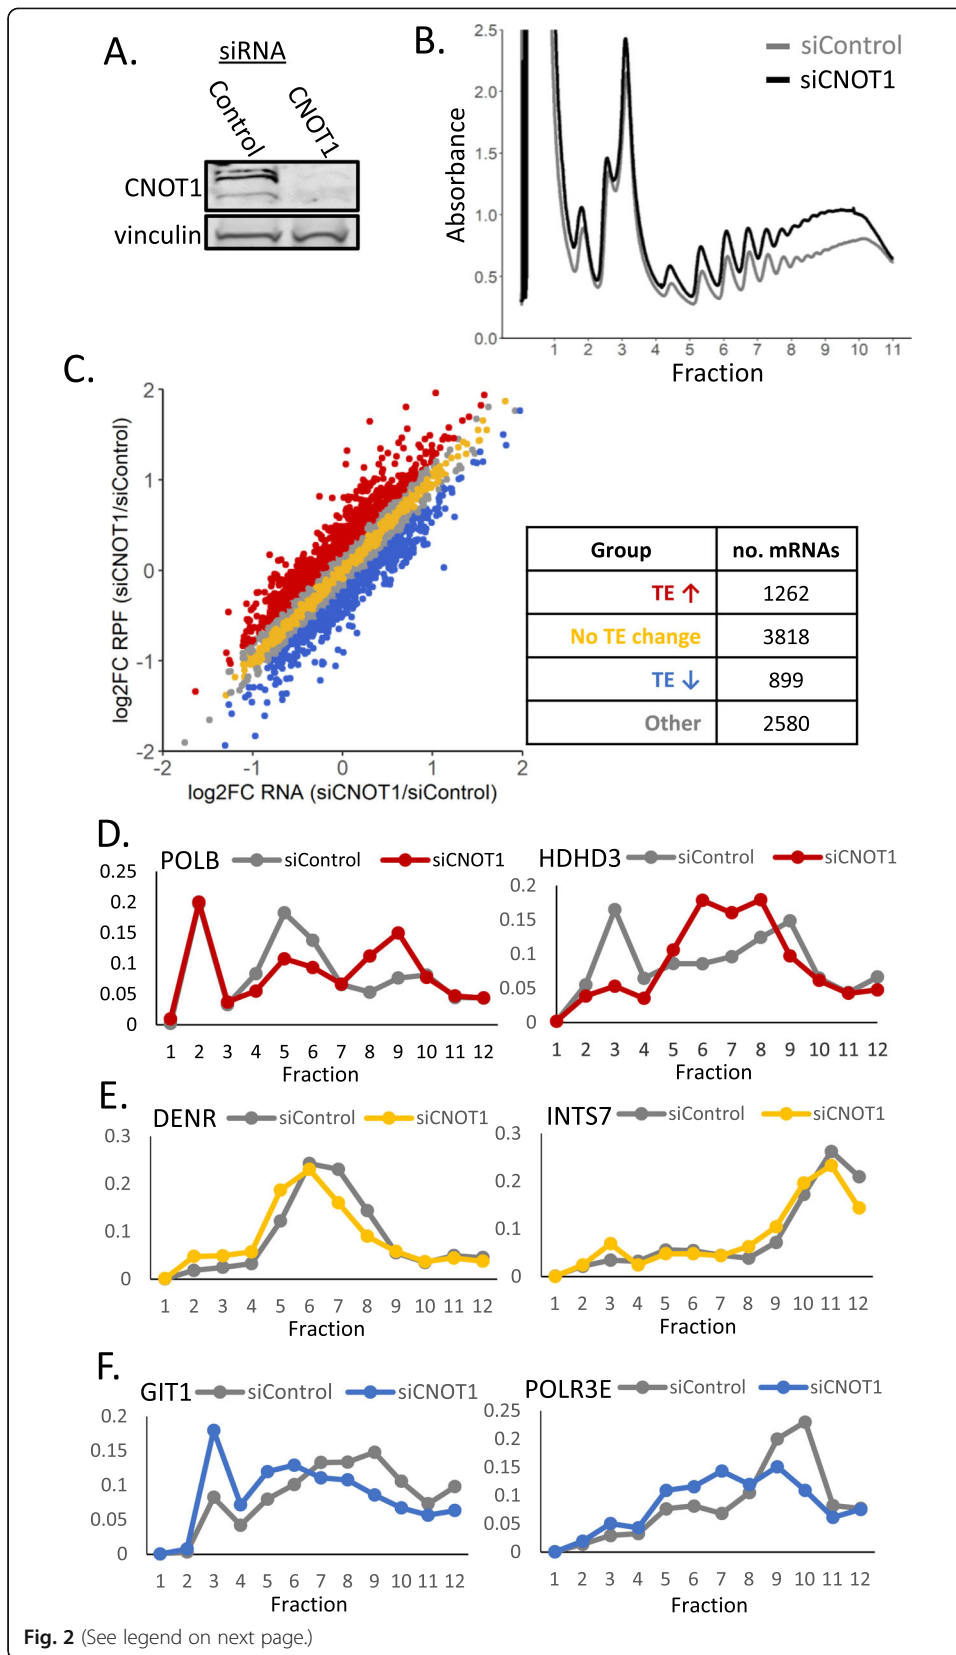 A.
siRNA
Control
CNOT1
CNOT1
vinculin
B.
siControl
siCNOT1
Absorbance
2.5
2.0
1.5
1.0
0.5
0.0
1 2 3 4 5 6 7 8 9 10 11
Fraction
C.
log2FC RPF (siCNOT1/siControl)
2
1
0
-1
-2
-2 -1 0 1 2
log2FC RNA (siCNOT1/siControl)
Group no. mRNAs
TE ↑ 1262
No TE change 3818
TE ↓ 899
Other 2580
D.
POLB siControl siCNOT1
0.25
0.2
0.15
0.1
0.05
0
1 2 3 4 5 6 7 8 9 10 11 12
Fraction
HDHD3 siControl siCNOT1
0.2
0.15
0.1
0.05
0
1 2 3 4 5 6 7 8 9 10 11 12
Fraction
E.
DENR siControl siCNOT1
0.3
0.2
0.1
0
1 2 3 4 5 6 7 8 9 10 11 12
Fraction
INTS7 siControl siCNOT1
0.3
0.2
0.1
0
1 2 3 4 5 6 7 8 9 10 11 12
Fraction
F.
GIT1 siControl siCNOT1
0.2
0.15
0.1
0.05
0
1 2 3 4 5 6 7 8 9 10 11 12
Fraction
POLR3E siControl siCNOT1
0.25
0.2
0.15
0.1
0.05
0
1 2 3 4 5 6 7 8 9 10 11 12
Fraction
Fig. 2 (See legend on next page.)